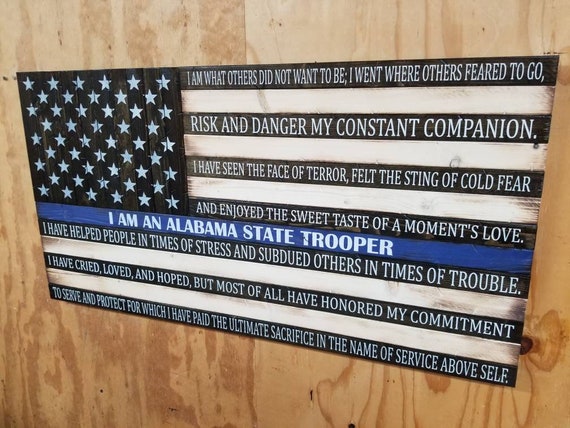 I AM WHAT OTHERS DID NOT WANT TO BE; I WENT WHERE OTHERS FEARED TO GO,
RISK AND DANGER MY CONSTANT COMPANION.
I HAVE SEEN THE FACE OF TERROR, FELT THE STING OF COLD FEAR
AND ENJOYED THE SWEET TASTE OF A MOMENT'S LOVE.
I AM AN ALABAMA STATE TROOPER
I HAVE HELPED PEOPLE IN TIMES OF STRESS AND SUBDUED OTHERS IN TIMES OF TROUBLE.
I HAVE CRIED, LOVED, AND HOPED, BUT MOST OF ALL HAVE HONORED MY COMMITMENT
TO SERVE AND PROTECT FOR WHICH I HAVE PAID THE ULTIMATE SACRIFICE IN THE NAME OF SERVICE ABOVE SELF.